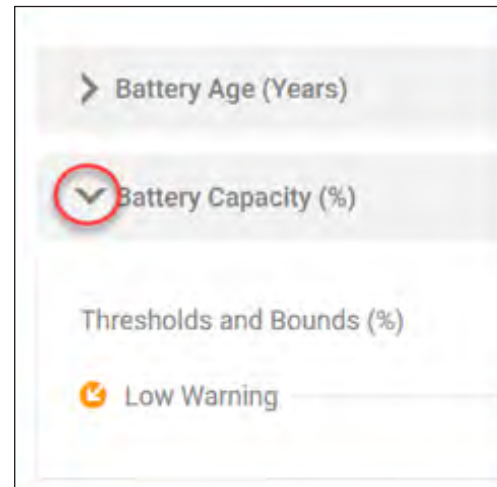 Battery Age (Years)
Battery Capacity (%)
Thresholds and Bounds (%)
Low Warning